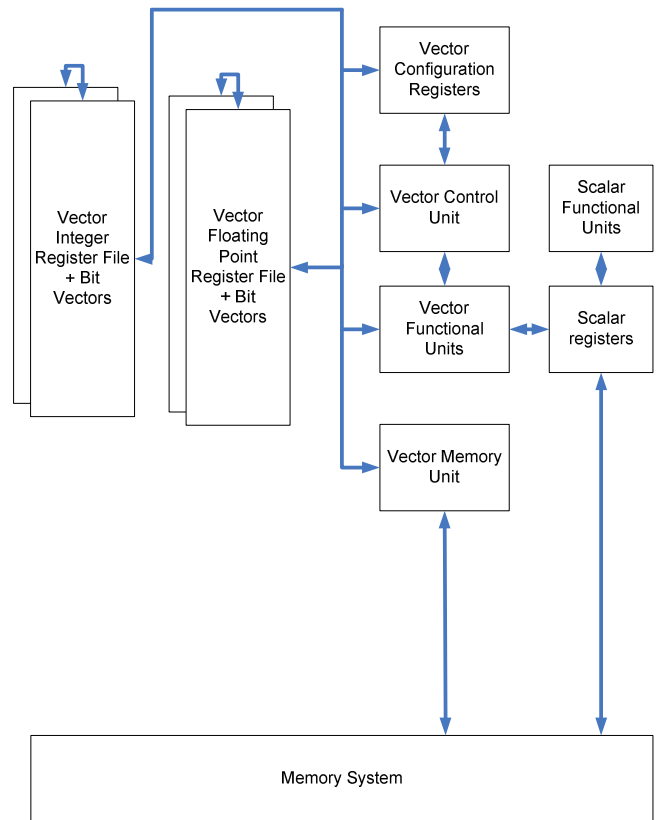 Vector
Configuration
Registers
Vector Control
Unit
Scalar
Functional
Units
Vector
Integer
Register File
+ Bit
Vectors
Vector
Floating
Point
Register File
+ Bit
Vectors
Vector
Functional
Units
Scalar
registers
Vector Memory
Unit
Memory System